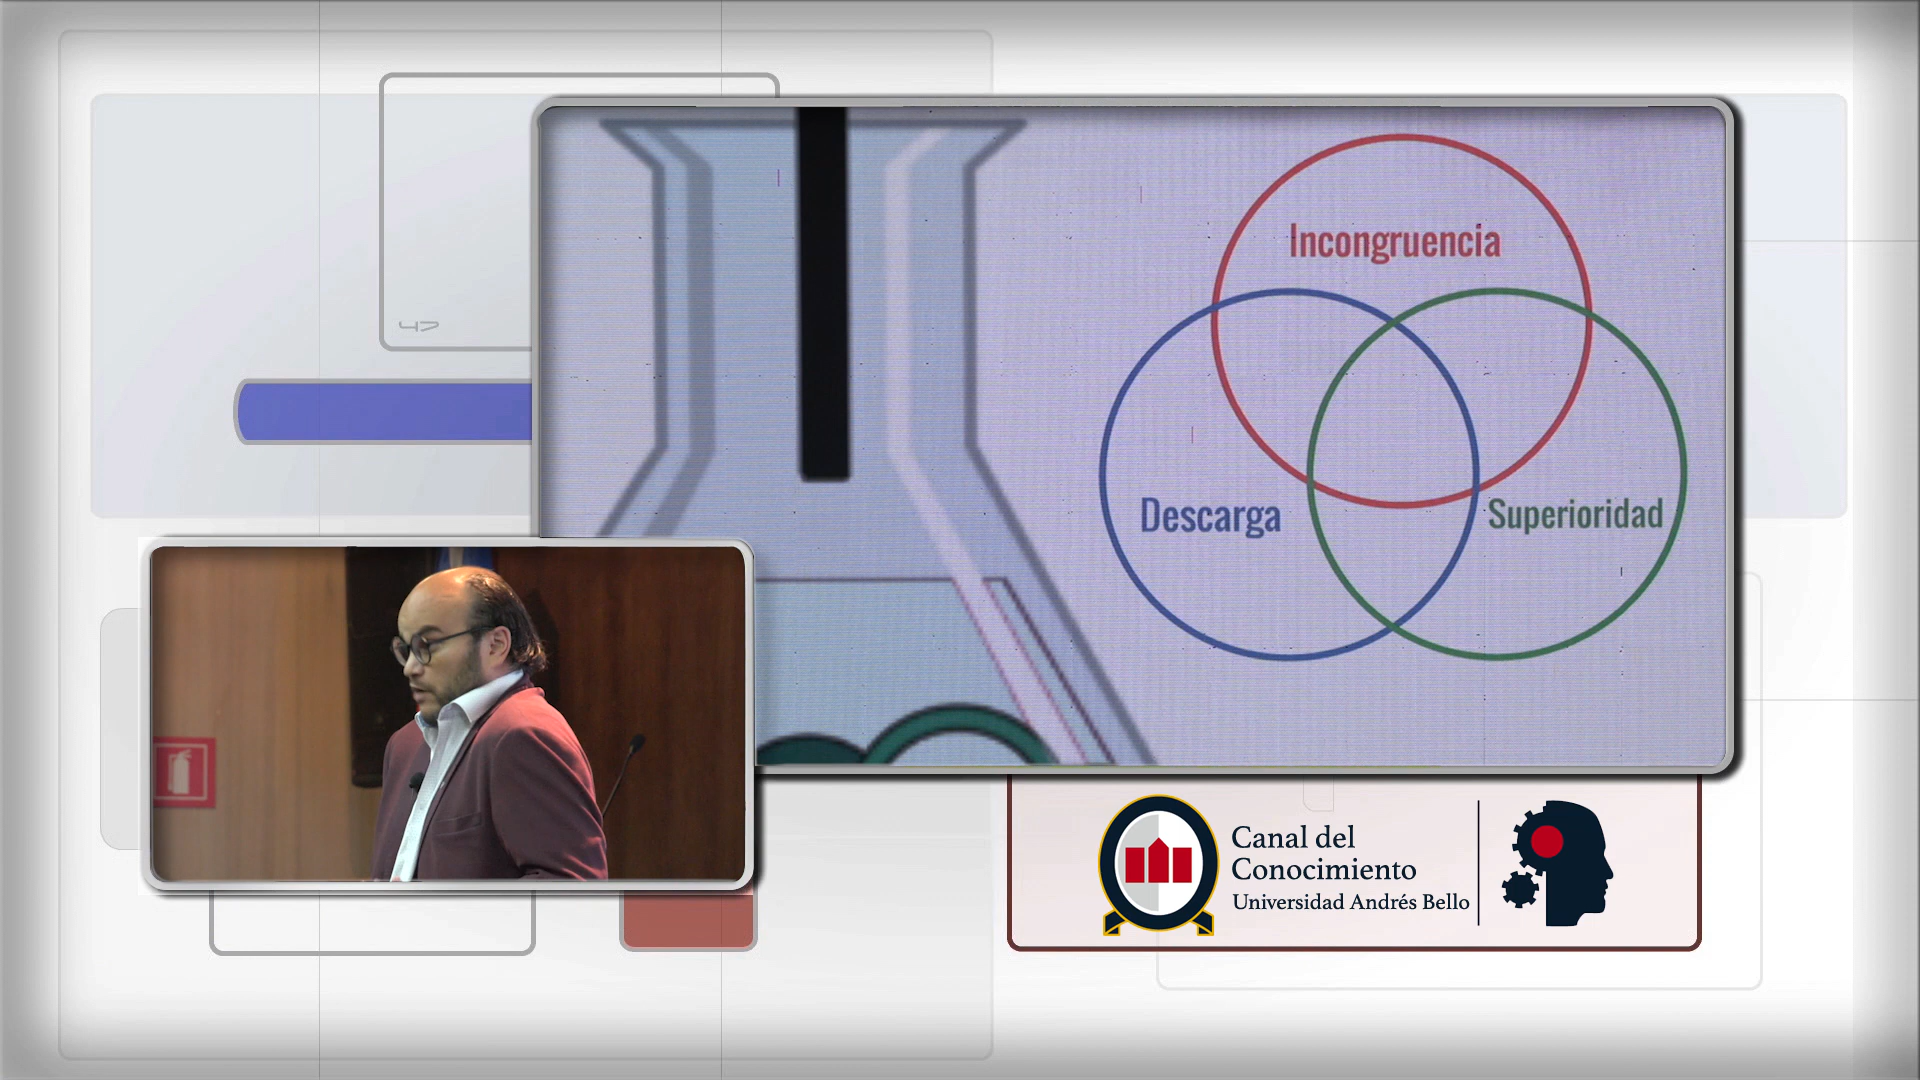 Incongruencia
Descarga
Superioridad
Canal del
Conocimiento
Universidad Andrés Bello